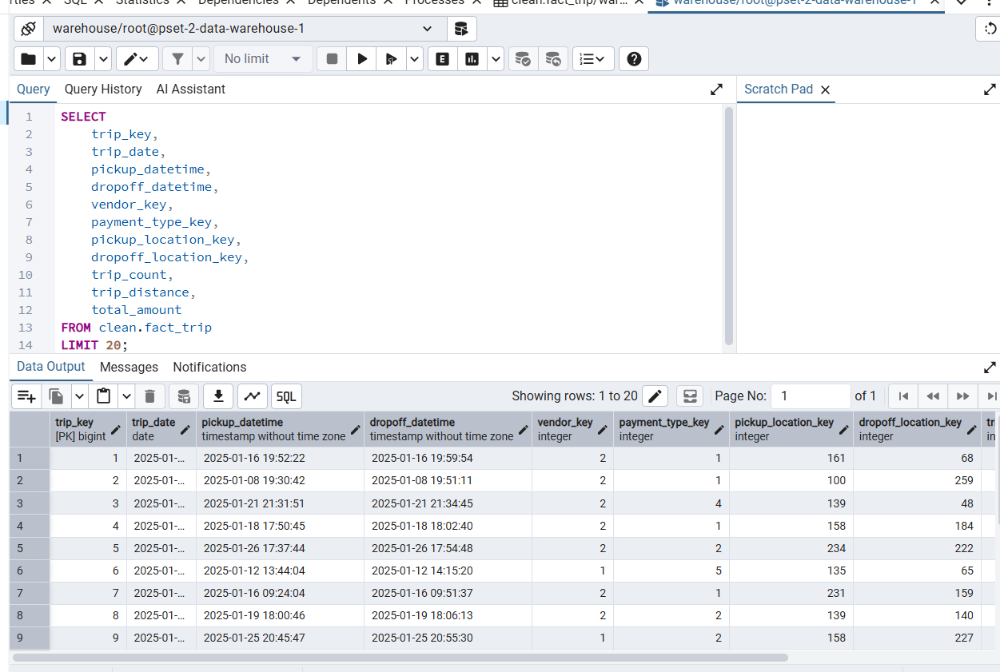 SQL
Statistics
Dependencies
Dependents
Processes
clean.fact_trip/war...
warehouse/root@pset-2-data-warehouse-1
warehouse/root@pset-2-data-warehouse-1
No limit
E
Query Query History AI Assistant
Scratch Pad
1 SELECT
2 trip_key,
3 trip_date,
4 pickup_datetime,
5 dropoff_datetime,
6 vendor_key,
7 payment_type_key,
8 pickup_location_key,
9 dropoff_location_key,
10 trip_count,
11 trip_distance,
12 total_amount
13 FROM clean.fact_trip
14 LIMIT 20;
Data Output Messages Notifications
SQL Showing rows: 1 to 20 Page No: 1 of 1
trip_key trip_date pickup_datetime dropoff_datetime vendor_key payment_type_key pickup_location_key dropoff_location_key
[PK] bigint date timestamp without time zone timestamp without time zone integer integer integer integer
1 1 2025-01-... 2025-01-16 19:52:22 2025-01-16 19:59:54 2 1 161 68
2 2 2025-01-... 2025-01-08 19:30:42 2025-01-08 19:51:11 2 1 100 259
3 3 2025-01-... 2025-01-21 21:31:51 2025-01-21 21:34:45 2 4 139 48
4 4 2025-01-... 2025-01-18 17:50:45 2025-01-18 18:02:40 2 1 158 184
5 5 2025-01-... 2025-01-26 17:37:44 2025-01-26 17:54:48 2 2 234 222
6 6 2025-01-... 2025-01-12 13:44:04 2025-01-12 14:15:20 1 5 135 65
7 7 2025-01-... 2025-01-16 09:24:04 2025-01-16 09:51:37 2 1 231 159
8 8 2025-01-... 2025-01-19 18:00:46 2025-01-19 18:06:13 2 2 139 140
9 9 2025-01-... 2025-01-25 20:45:47 2025-01-25 20:55:30 1 2 158 227